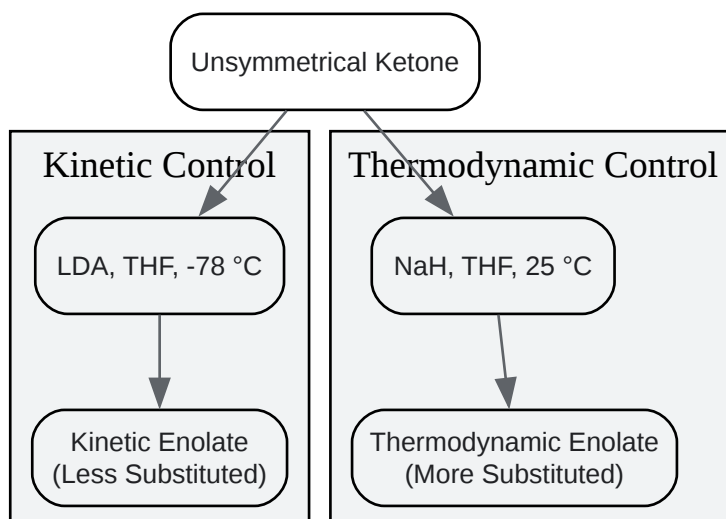 Unsymmetrical Ketone
Kinetic Control
Thermodynamic Control
LDA, THF, -78 °C
NaH, THF, 25 °C
Kinetic Enolate
(Less Substituted)
Thermodynamic Enolate
(More Substituted)